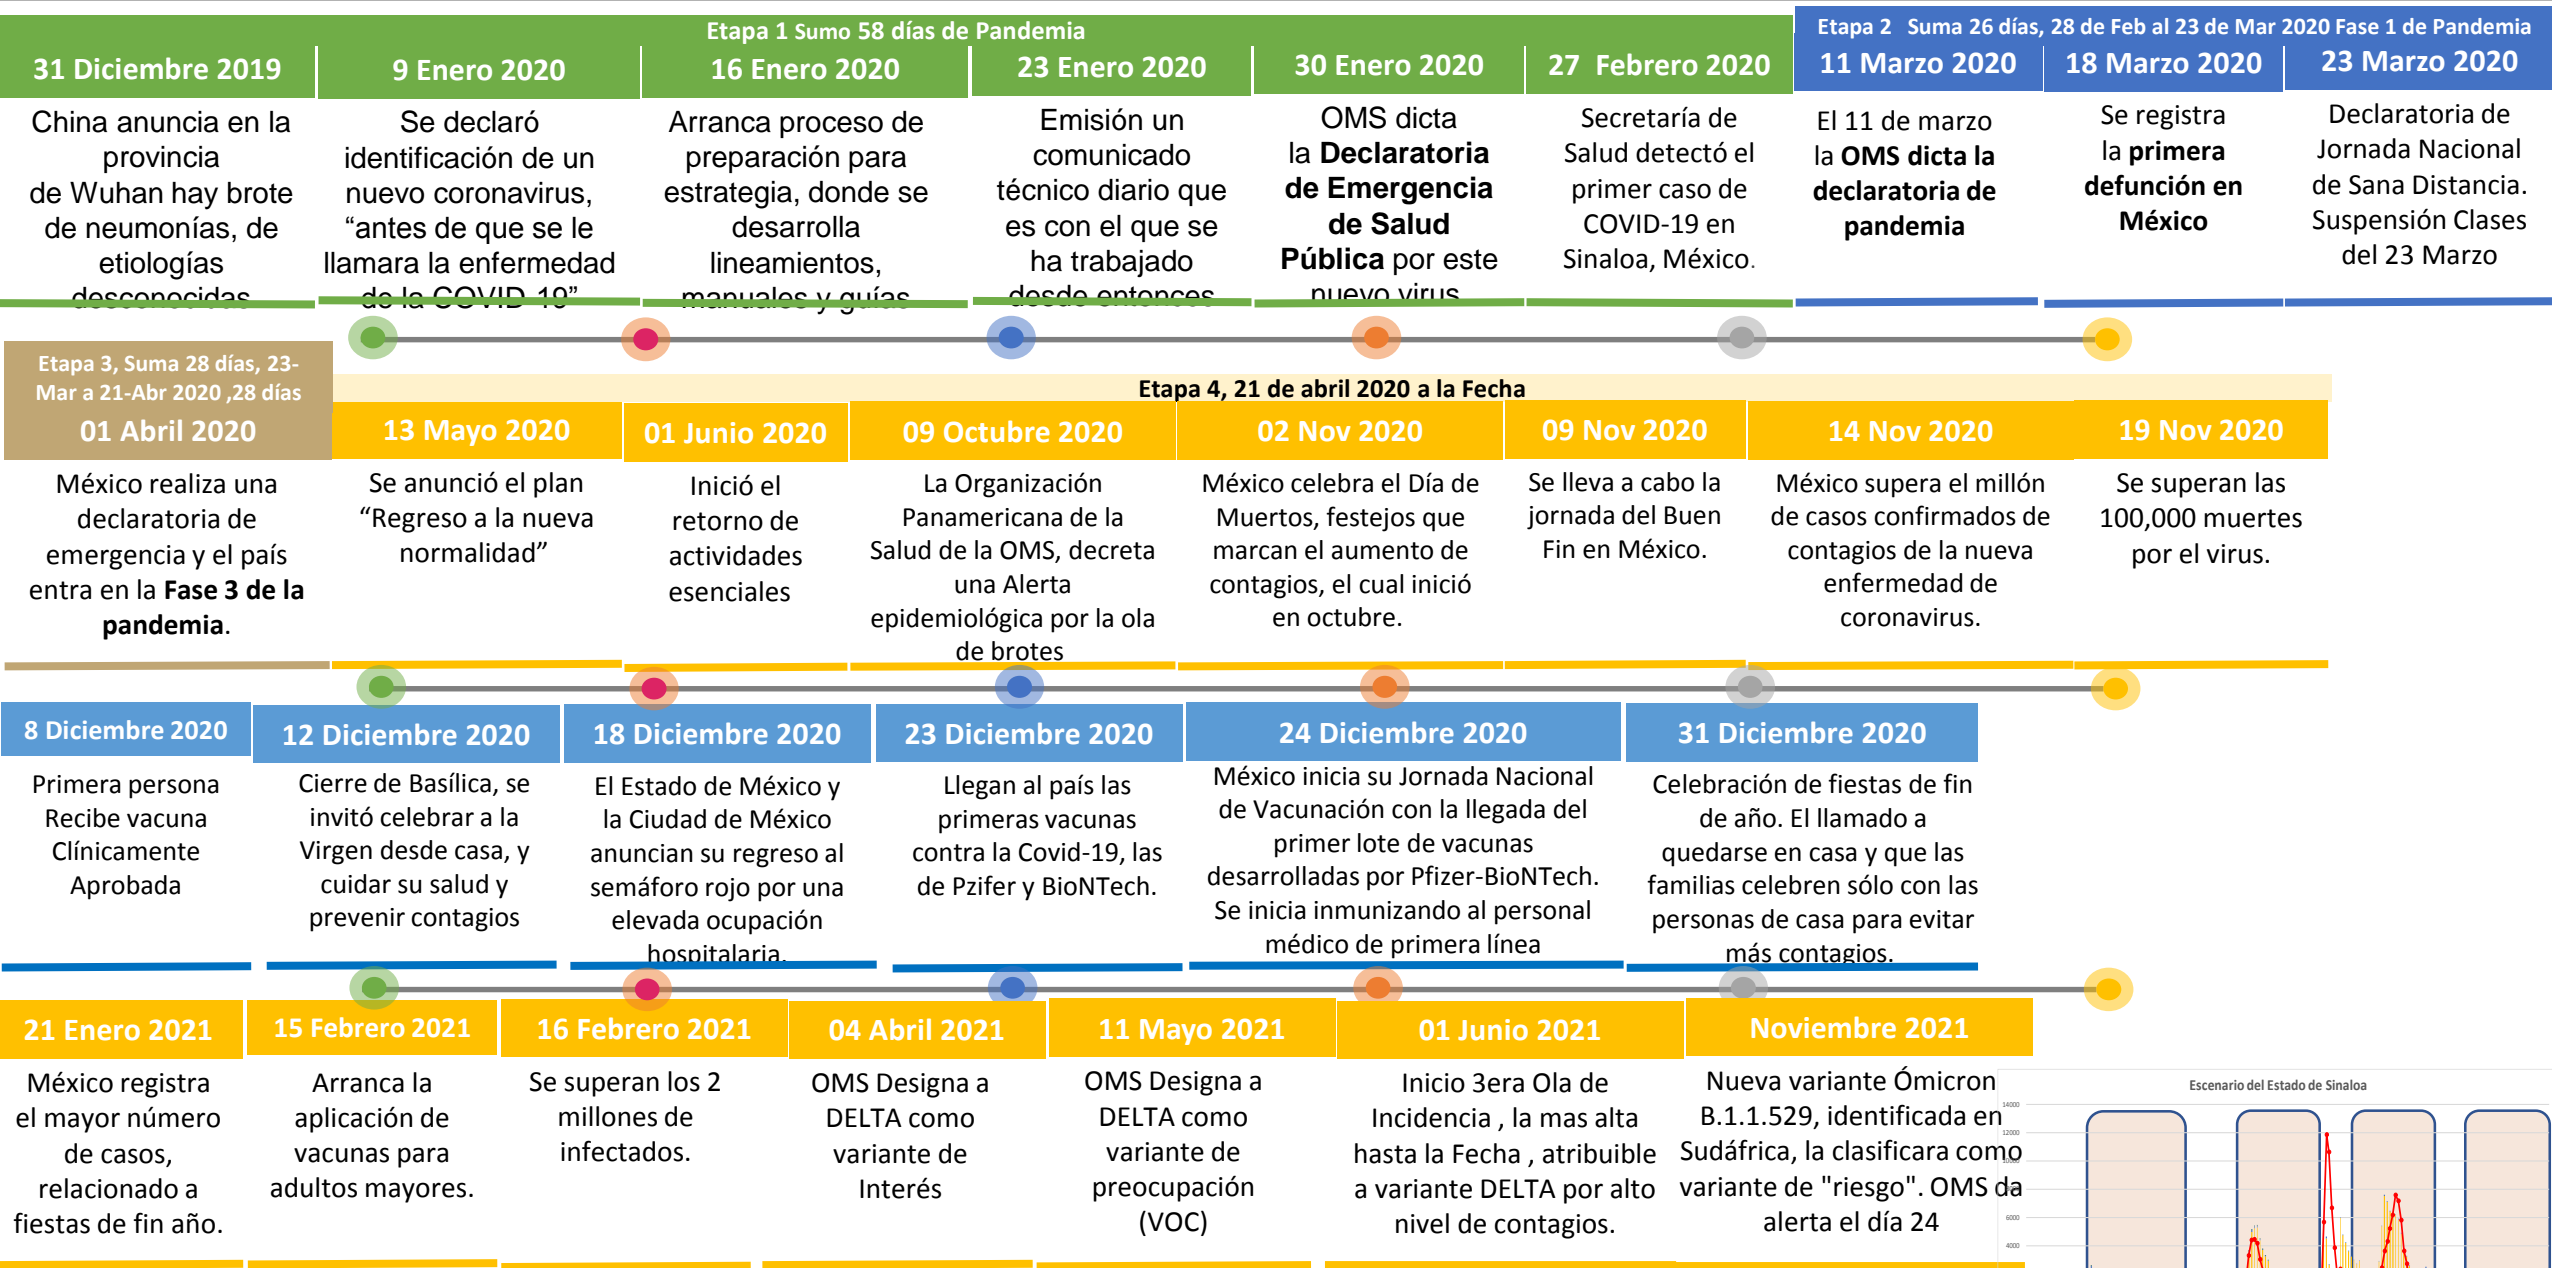 Etapa 1 Sumo 58 días de Pandemia
Etapa 2 Suma 26 días, 28 de Feb al 23 de Mar 2020 Fase 1 de Pandemia
31 Diciembre 2019
China anuncia en la
provincia
de Wuhan hay brote
de neumonías, de
etiologías
desconocidas
9 Enero 2020
Se declaró
identificación de un
nuevo coronavirus,
“antes de que se le
llamara la enfermedad
de la COVID-19”
16 Enero 2020
Arranca proceso de
preparación para
estrategia, donde se
desarrolla
lineamientos,
manuales y guías
23 Enero 2020
Emisión un
comunicado
técnico diario que
es con el que se
ha trabajado
desde entonces
30 Enero 2020
OMS dicta
la Declaratoria
de Emergencia
de Salud
Pública por este
nuevo virus
27 Febrero 2020
Secretaría de
Salud detectó el
primer caso de
COVID-19 en
Sinaloa, México.
11 Marzo 2020
El 11 de marzo
la OMS dicta la
declaratoria de
pandemia
18 Marzo 2020
Se registra
la primera
defunción en
México
23 Marzo 2020
Declaratoria de
Jornada Nacional
de Sana Distancia.
Suspensión Clases
del 23 Marzo
Etapa 3, Suma 28 días, 23-
Mar a 21-Abr 2020 ,28 días
Etapa 4, 21 de abril 2020 a la Fecha
01 Abril 2020
México realiza una
declaratoria de
emergencia y el país
entra en la Fase 3 de la
pandemia.
13 Mayo 2020
Se anunció el plan
“Regreso a la nueva
normalidad”
01 Junio 2020
Inició el
retorno de
actividades
esenciales
09 Octubre 2020
La Organización
Panamericana de la
Salud de la OMS, decreta
una Alerta
epidemiológica por la ola
de brotes
02 Nov 2020
México celebra el Día de
Muertos, festejos que
marcan el aumento de
contagios, el cual inició
en octubre.
09 Nov 2020
Se lleva a cabo la
jornada del Buen
Fin en México.
14 Nov 2020
México supera el millón
de casos confirmados de
contagios de la nueva
enfermedad de
coronavirus.
19 Nov 2020
Se superan las
100,000 muertes
por el virus.
8 Diciembre 2020
Primera persona
Recibe vacuna
Clínicamente
Aprobada
12 Diciembre 2020
Cierre de Basílica, se
invitó celebrar a la
Virgen desde casa, y
cuidar su salud y
prevenir contagios
18 Diciembre 2020
El Estado de México y
la Ciudad de México
anuncian su regreso al
semáforo rojo por una
elevada ocupación
hospitalaria.
23 Diciembre 2020
Llegan al país las
primeras vacunas
contra la Covid-19, las
de Pzifer y BioNTech.
24 Diciembre 2020
México inicia su Jornada Nacional
de Vacunación con la llegada del
primer lote de vacunas
desarrolladas por Pfizer-BioNTech.
Se inicia inmunizando al personal
médico de primera línea
31 Diciembre 2020
Celebración de fiestas de fin
de año. El llamado a
quedarse en casa y que las
familias celebren sólo con las
personas de casa para evitar
más contagios.
21 Enero 2021
México registra
el mayor número
de casos,
relacionado a
fiestas de fin año.
15 Febrero 2021
Arranca la
aplicación de
vacunas para
adultos mayores.
16 Febrero 2021
Se superan los 2
millones de
infectados.
04 Abril 2021
OMS Designa a
DELTA como
variante de
Interés
11 Mayo 2021
OMS Designa a
DELTA como
variante de
preocupación
(VOC)
01 Junio 2021
Inicio 3era Ola de
Incidencia , la mas alta
hasta la Fecha , atribuible
a variante DELTA por alto
nivel de contagios.
Noviembre 2021
Nueva variante Ómicron
B.1.1.529, identificada en
Sudáfrica, la clasificara como
variante de "riesgo". OMS da
alerta el día 24
Escenario del Estado de Sinaloa
14000
12000
6000
4000